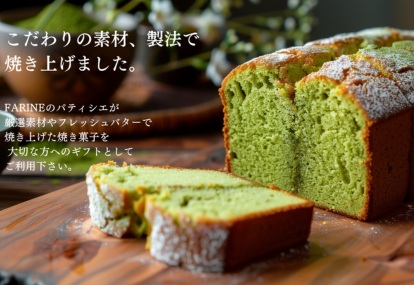 こだわりの素材、製法で
焼き上げました。
FARINEのパティシエが
厳選素材やフレッシュバターで
焼き上げた焼き菓子を
大切な方へのギフトとして
ご利用下さい。